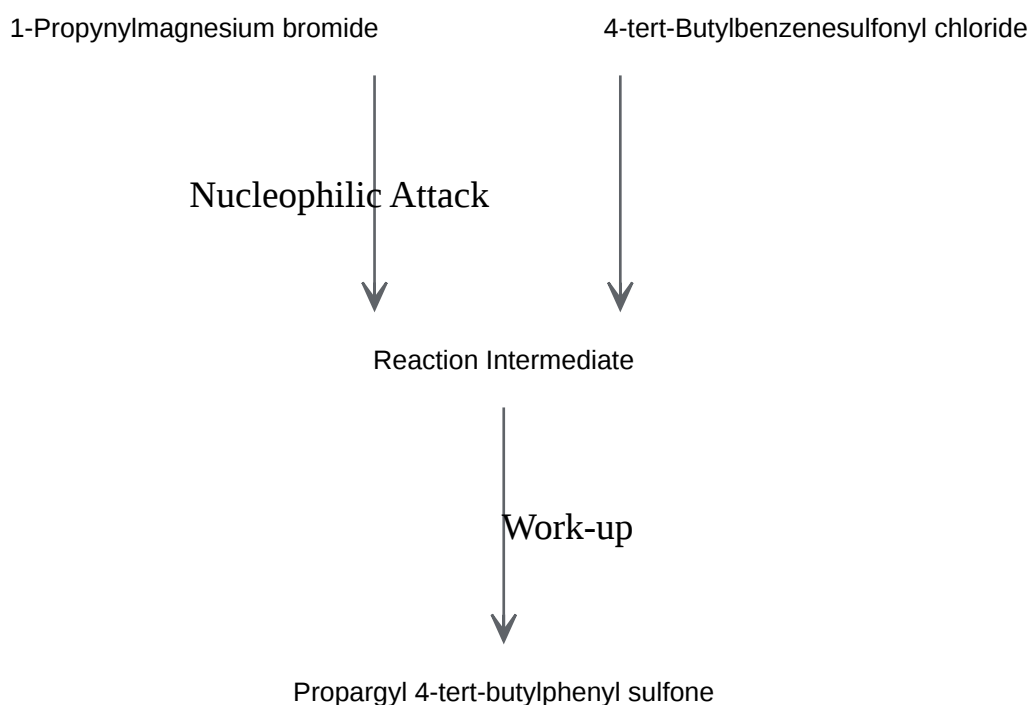 1-Propynylmagnesium bromide
4-tert-Butylbenzenesulfonyl chloride
Nucleophilic Attack
Reaction Intermediate
Work-up
Propargyl 4-tert-butylphenyl sulfone